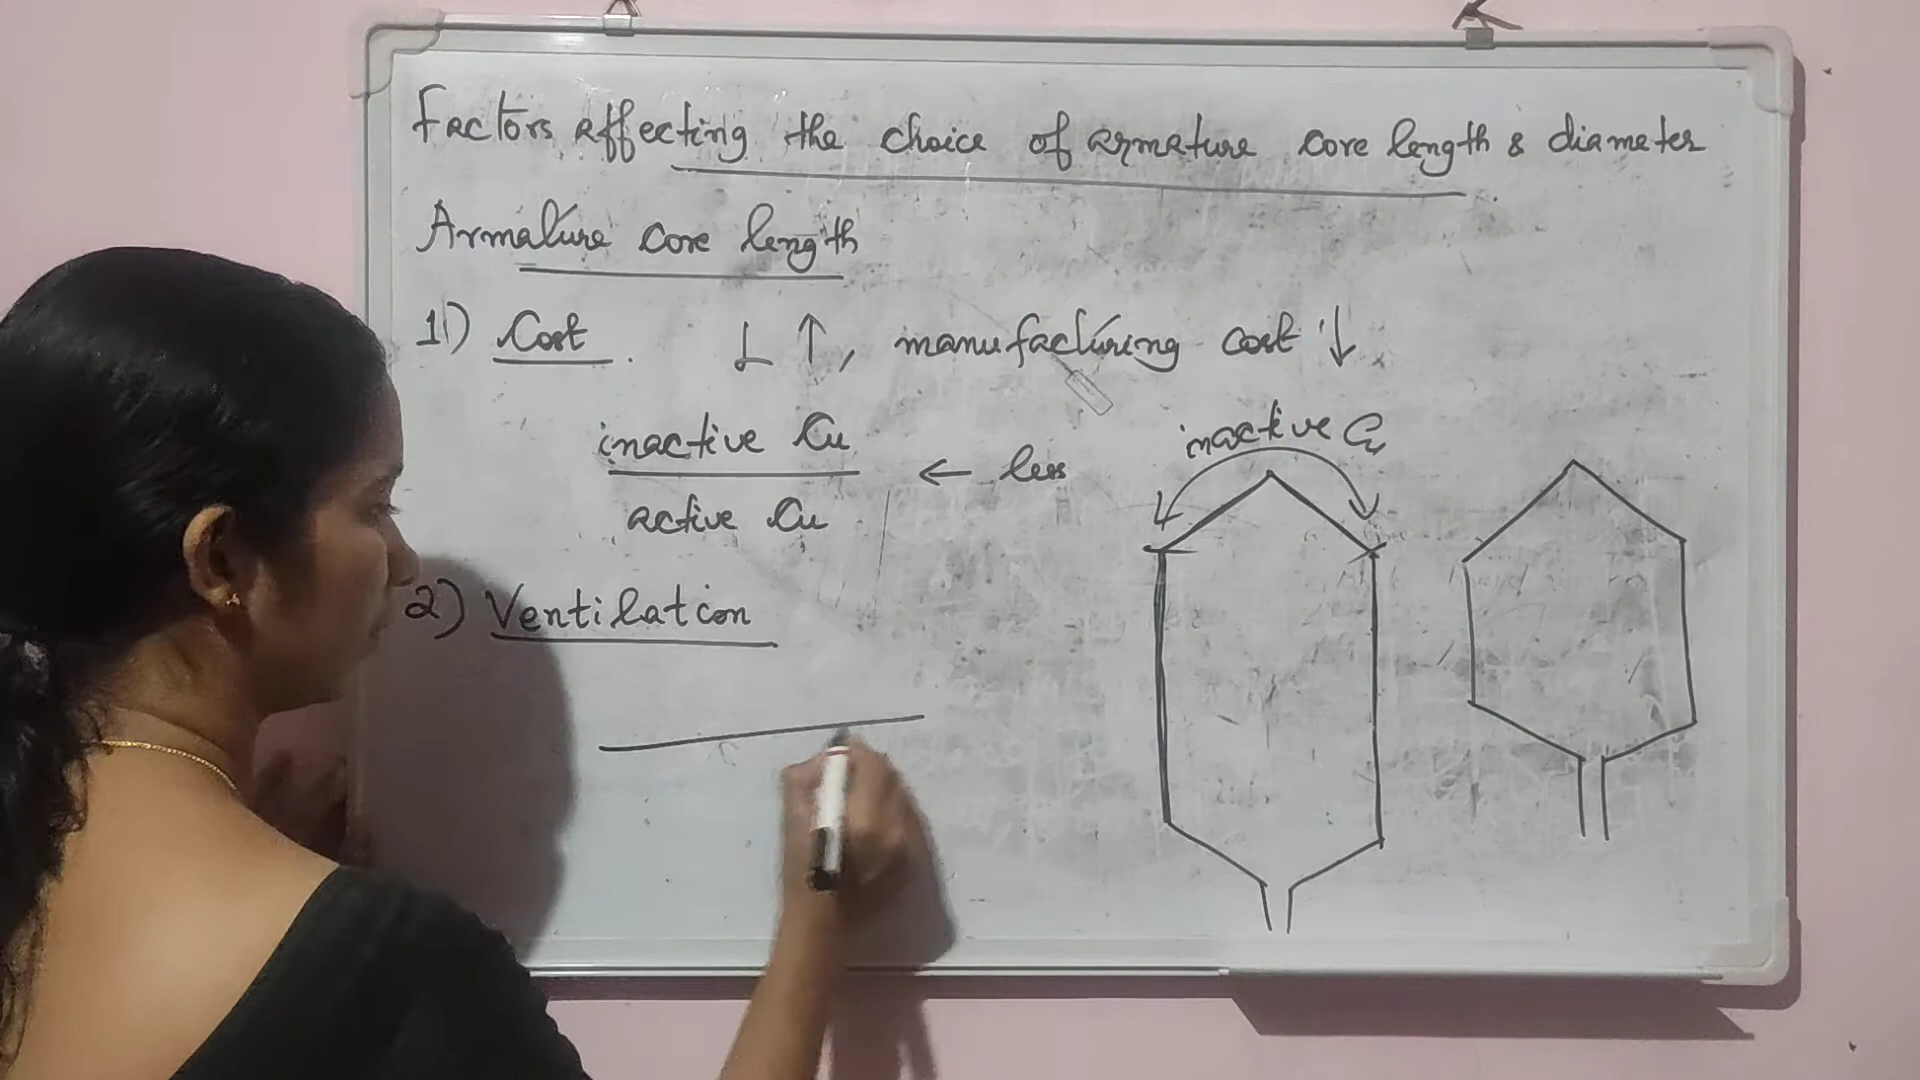 Factors affecting the choice of armature core length & diameter
Armature core length
1) Cost. L ↑, manufacturing cost ↓
inactive Cu
active Cu
← less
inactive Cu
2) Ventilation